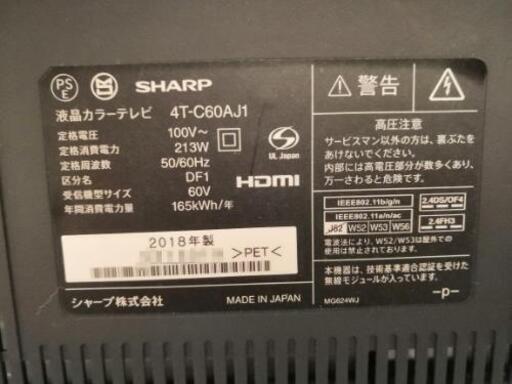 PS
E
SHARP
液晶カラーテレビ 4T-C60AJ1
定格電圧 100V~
定格消費電力 213W
定格周波数 50/60Hz
区分名 DF1
受信機型サイズ 60V
年間消費電力量 165kWh/年
UL Japan
HDMI
2018年製
>PET<
シャープ株式会社 MADE IN JAPAN
警告
高圧注意
サービスマン以外の方は、裏ぶたを
あけないでください。
内部には高電圧部分が数多くあり、
万一さわると危険です。
IEEE802.11b/g/n
IEEE802.11a/n/ac
J52 W52 W53 W56
2.4DS/OF4
2.4FH3
電波法により、W52/W53は屋外での
使用が禁止されております。
本機器は、技術基準適合認証を受けた
無線モジュールが入っています。
MG624WJ
-p-